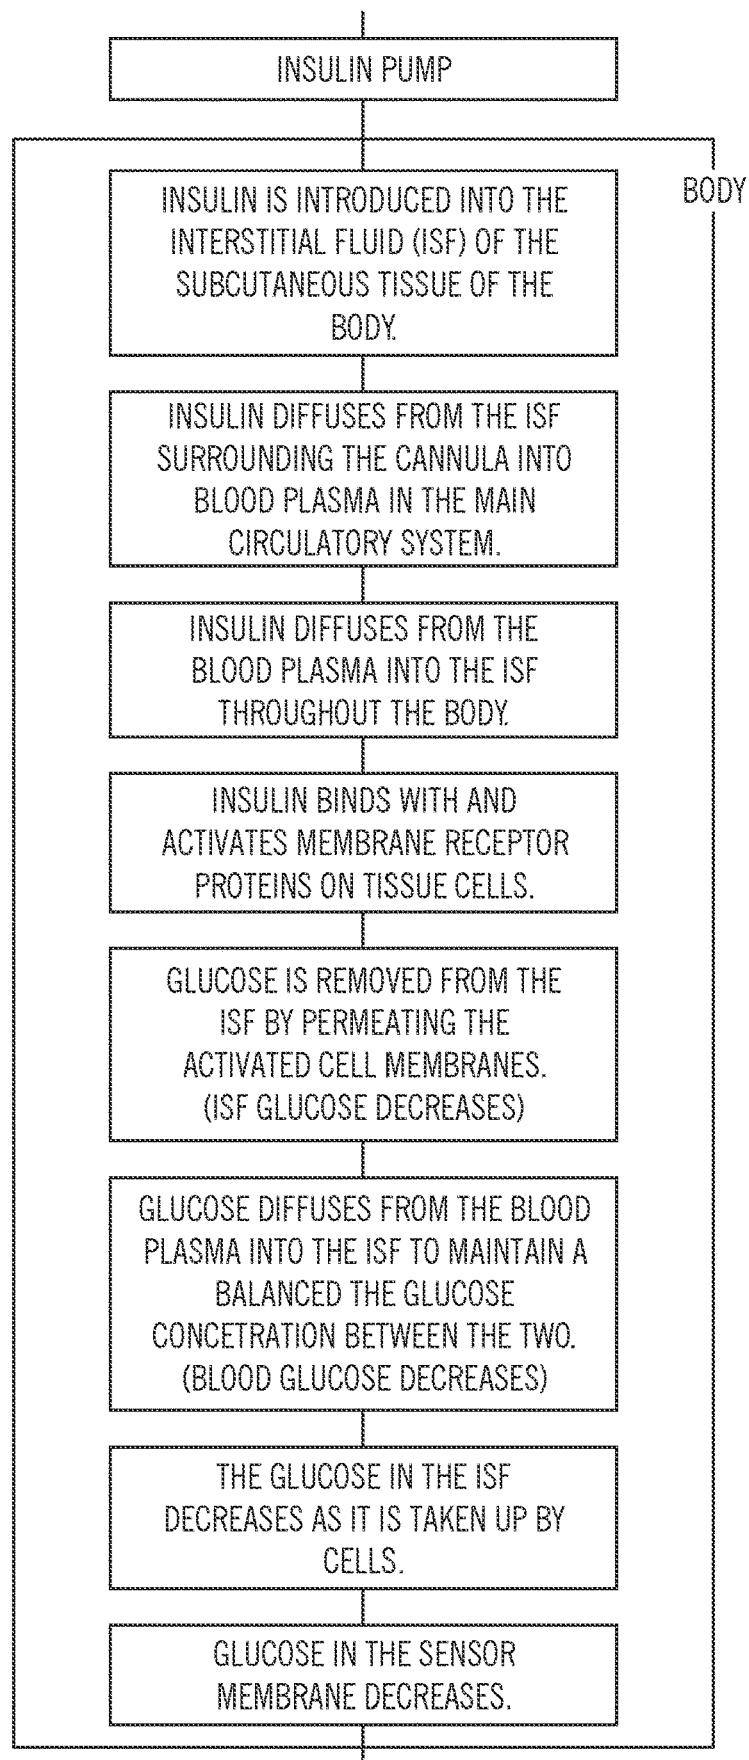 INSULIN PUMP
BODY
INSULIN IS INTRODUCED INTO THE
INTERSTITIAL FLUID (ISF) OF THE
SUBCUTANEOUS TISSUE OF THE
BODY.
INSULIN DIFFUSES FROM THE ISF
SURROUNDING THE CANNULA INTO
BLOOD PLASMA IN THE MAIN
CIRCULATORY SYSTEM.
INSULIN DIFFUSES FROM THE
BLOOD PLASMA INTO THE ISF
THROUGHOUT THE BODY.
INSULIN BINDS WITH AND
ACTIVATES MEMBRANE RECEPTOR
PROTEINS ON TISSUE CELLS.
GLUCOSE IS REMOVED FROM THE
ISF BY PERMEATING THE
ACTIVATED CELL MEMBRANES.
(ISF GLUCOSE DECREASES)
GLUCOSE DIFFUSES FROM THE BLOOD
PLASMA INTO THE ISF TO MAINTAIN A
BALANCED THE GLUCOSE
CONCETRATION BETWEEN THE TWO.
(BLOOD GLUCOSE DECREASES)
THE GLUCOSE IN THE ISF
DECREASES AS IT IS TAKEN UP BY
CELLS.
GLUCOSE IN THE SENSOR
MEMBRANE DECREASES.